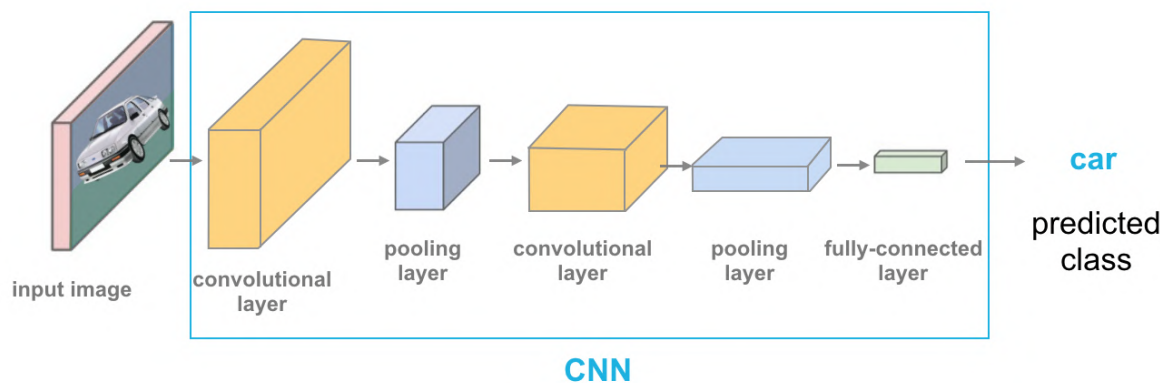 input image
convolutional
layer
pooling
layer
convolutional
layer
pooling
layer
fully-connected
layer
car
predicted
class
CNN